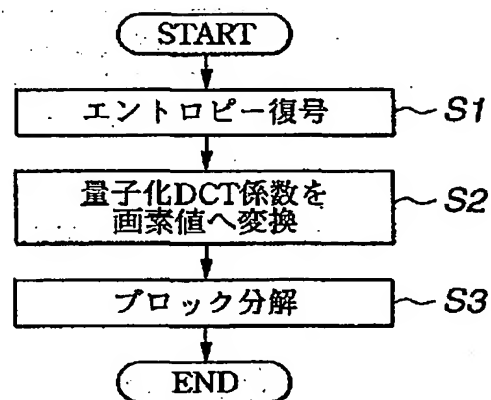 START
エントロピー復号
S1
量子化DCT係数を
画素値へ変換
S2
ブロック分解
S3
END